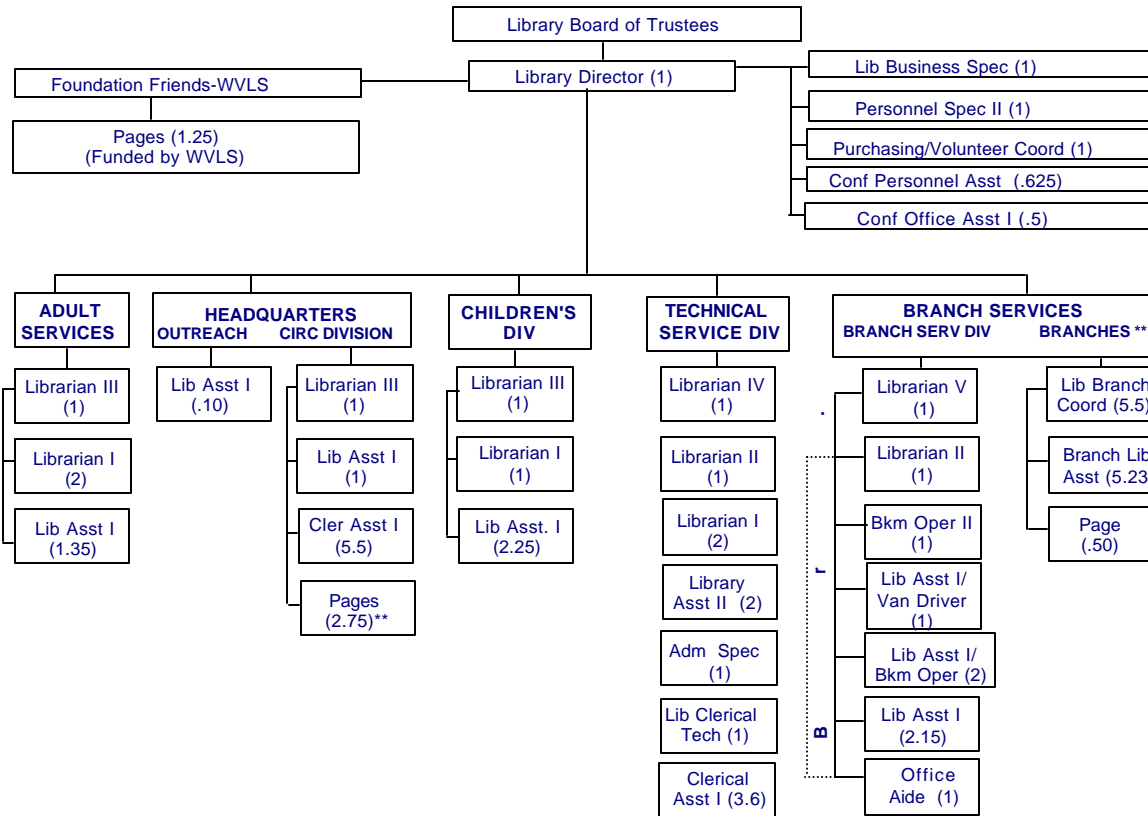 Library Board of Trustees
Library Director (1)
Foundation Friends-WVLS
Pages (1.25)
(Funded by WVLS)
Lib Business Spec (1)
Personnel Spec II (1)
Purchasing/Volunteer Coord (1)
Conf Personnel Asst (.625)
Conf Office Asst I (.5)
ADULT
SERVICES
Librarian III
(1)
Librarian I
(2)
Lib Asst I
(1.35)
HEADQUARTERS
OUTREACH CIRC DIVISION
Lib Asst I
(.10)
Librarian III
(1)
Lib Asst I
(1)
Cler Asst I
(5.5)
Pages
(2.75)**
CHILDREN'S
DIV
Librarian III
(1)
Librarian I
(1)
Lib Asst. I
(2.25)
TECHNICAL
SERVICE DIV
Librarian IV
(1)
Librarian II
(1)
Librarian I
(2)
Library
Asst II (2)
Adm Spec
(1)
Lib Clerical
Tech (1)
Clerical
Asst I (3.6)
BRANCH SERVICES
BRANCH SERV DIV BRANCHES **
.
r
B
Librarian V
(1)
Librarian II
(1)
Bkm Oper II
(1)
Lib Asst I/
Van Driver
(1)
Lib Asst I/
Bkm Oper (2)
Lib Asst I
(2.15)
Office
Aide (1)
Lib Branch
Coord (5.5)
Branch Lib
Asst (5.23
Page
(.50)